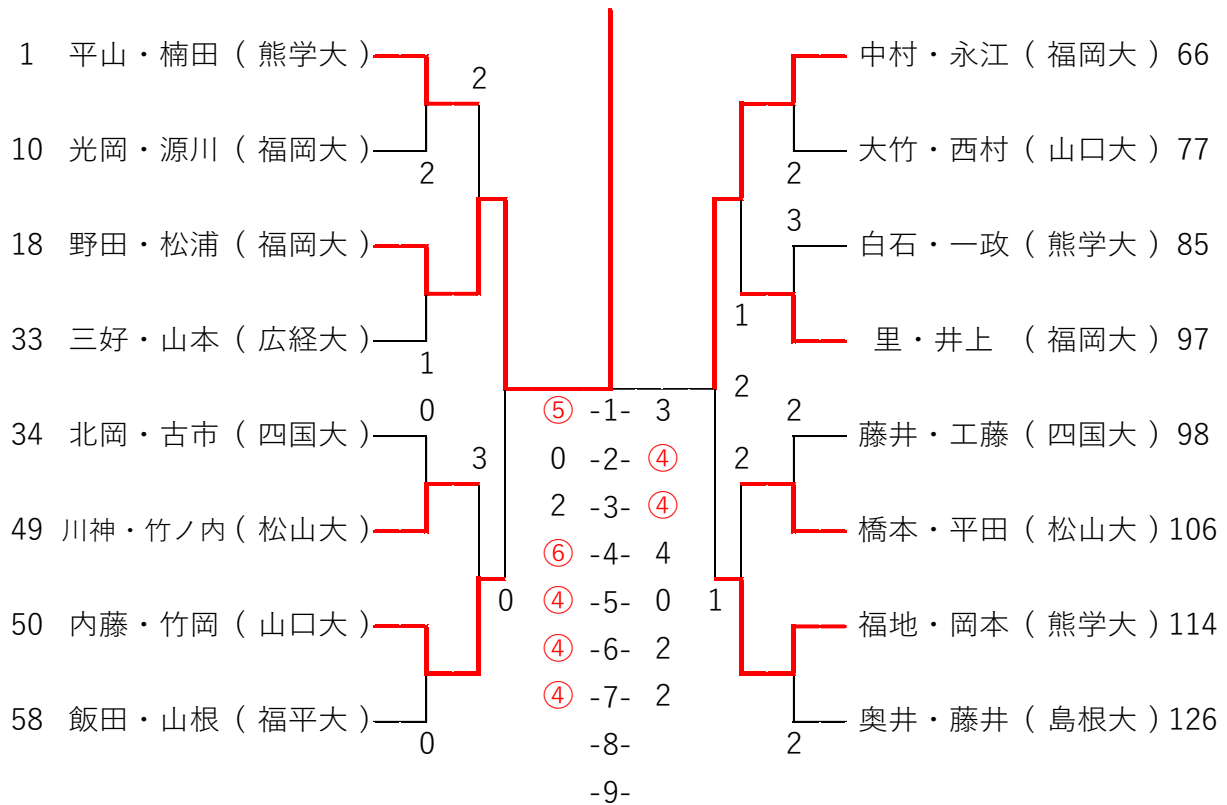 1 平山・楠田 ( 熊学大 )
2
10 光岡・源川 ( 福岡大 )
2
18 野田・松浦 ( 福岡大 )
33 三好・山本 ( 広経大 )
1
0
34 北岡・古市 ( 四国大 )
3
49 川神・竹ノ内 ( 松山大 )
0
50 内藤・竹岡 ( 山口大 )
58 飯田・山根 ( 福平大 )
0
⑤ -1- 3
0 -2- ④
2 -3- ④
⑥ -4- 4
④ -5- 0
④ -6- 2
④ -7- 2
-8-
-9-
中村・永江 ( 福岡大 ) 66
大竹・西村 ( 山口大 ) 77
2
3
白石・一政 ( 熊学大 ) 85
1
里・井上 ( 福岡大 ) 97
2
2
藤井・工藤 ( 四国大 ) 98
2
橋本・平田 ( 松山大 ) 106
1
福地・岡本 ( 熊学大 ) 114
奥井・藤井 ( 島根大 ) 126
2